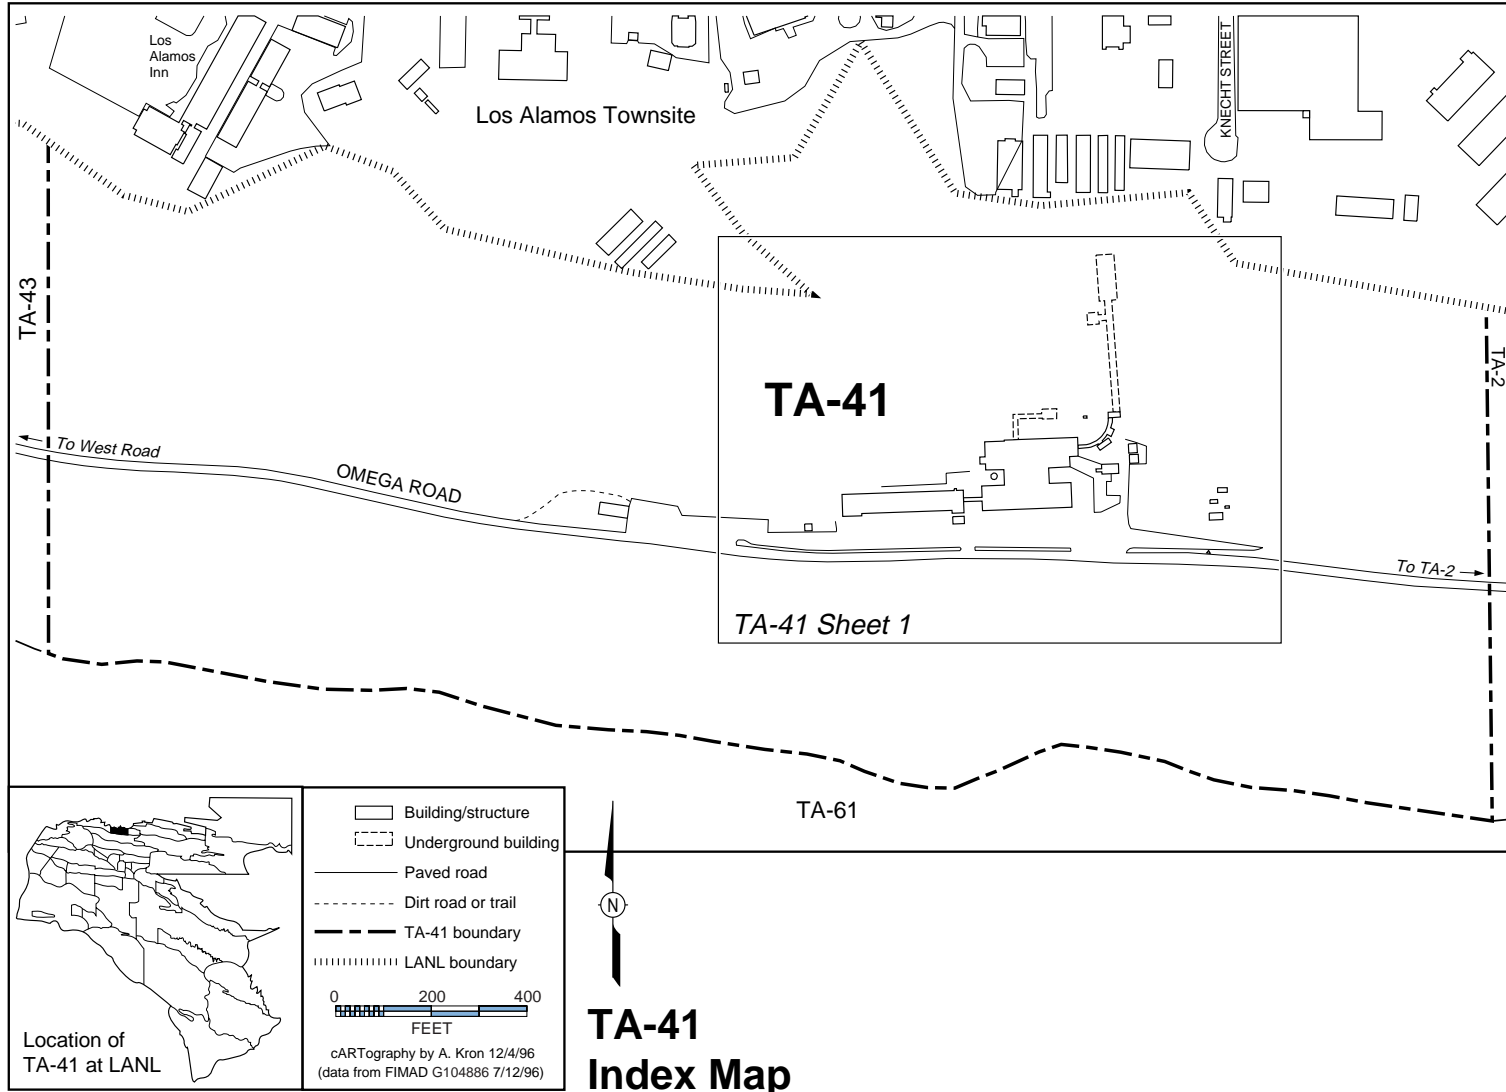 Los
Alamos
Inn
Los Alamos Townsite
KNECHT STREET
TA-43
TA-2
TA-41
To West Road
OMEGA ROAD
To TA-2
TA-41 Sheet 1
TA-61
Building/structure
Underground building
Paved road
Dirt road or trail
TA-41 boundary
LANL boundary
0 200 400
FEET
cARTography by A. Kron 12/4/96
(data from FIMAD G104886 7/12/96)
Location of
TA-41 at LANL
N
TA-41
Index Map